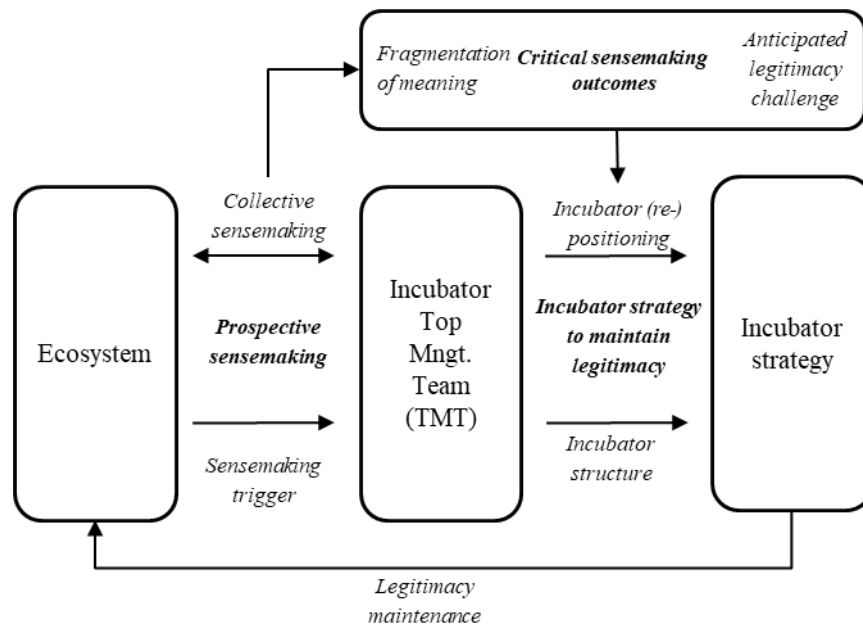 Fragmentation
of meaning
Critical sensemaking
outcomes
Anticipated
legitimacy
challenge
Collective
sensemaking
Incubator (re-)
positioning
Ecosystem
Prospective
sensemaking
Incubator
Top
Mngt.
Team
(TMT)
Incubator strategy
to maintain
legitimacy
Incubator
strategy
Sensemaking
trigger
Incubator
structure
Legitimacy
maintenance